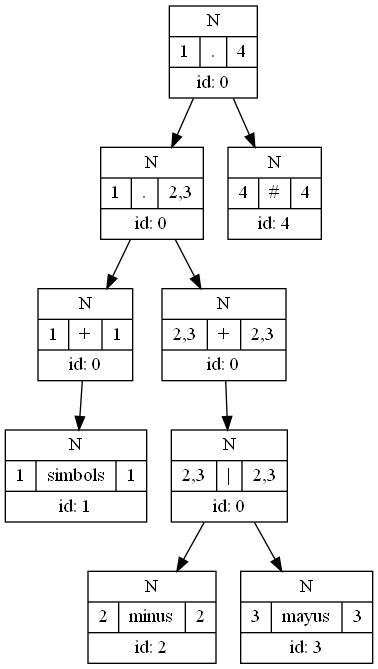 N
1 . 4
id: 0
N
1 . 2,3
id: 0
N
4 # 4
id: 4
N
1 + 1
id: 0
N
2,3 + 2,3
id: 0
N
1 simbols 1
id: 1
N
2,3 | 2,3
id: 0
N
2 minus 2
id: 2
N
3 mayus 3
id: 3